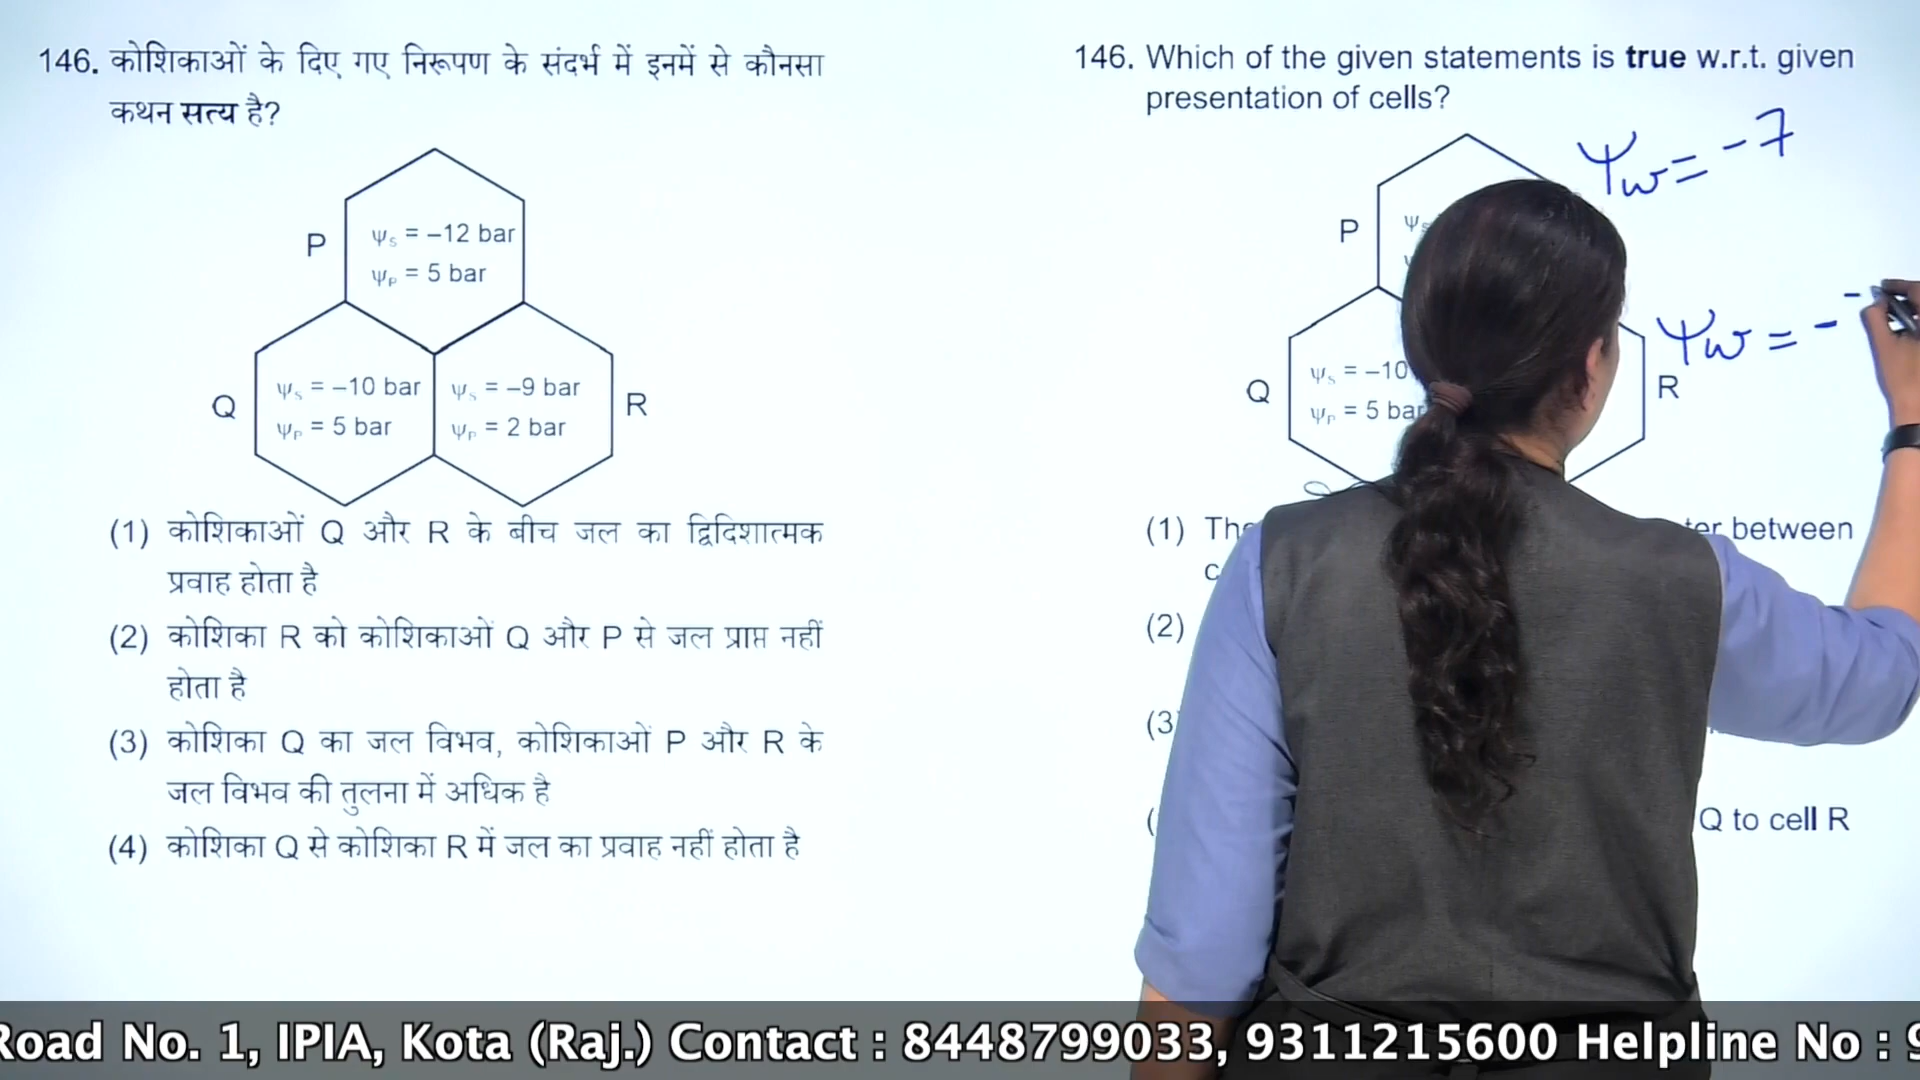 146. कोशिकाओं के दिए गए निरूपण के संदर्भ में इनमें से कौनसा
कथन सत्य है?
P
ψs = –12 bar
ψP = 5 bar
Q
ψs = –10 bar
ψP = 5 bar
ψs = –9 bar
ψP = 2 bar
R
(1) कोशिकाओं Q और R के बीच जल का द्विदिशात्मक
प्रवाह होता है
(2) कोशिका R को कोशिकाओं Q और P से जल प्राप्त नहीं
होता है
(3) कोशिका Q का जल विभव, कोशिकाओं P और R के
जल विभव की तुलना में अधिक है
(4) कोशिका Q से कोशिका R में जल का प्रवाह नहीं होता है
146. Which of the given statements is true w.r.t. given
presentation of cells?
Ψw = -7
P
Ψw = -
Q
ψs = –10
ψP = 5 bar
R
(1) between
(2)
(3)
Q to cell R
Road No. 1, IPIA, Kota (Raj.) Contact : 8448799033, 9311215600 Helpline No : 9